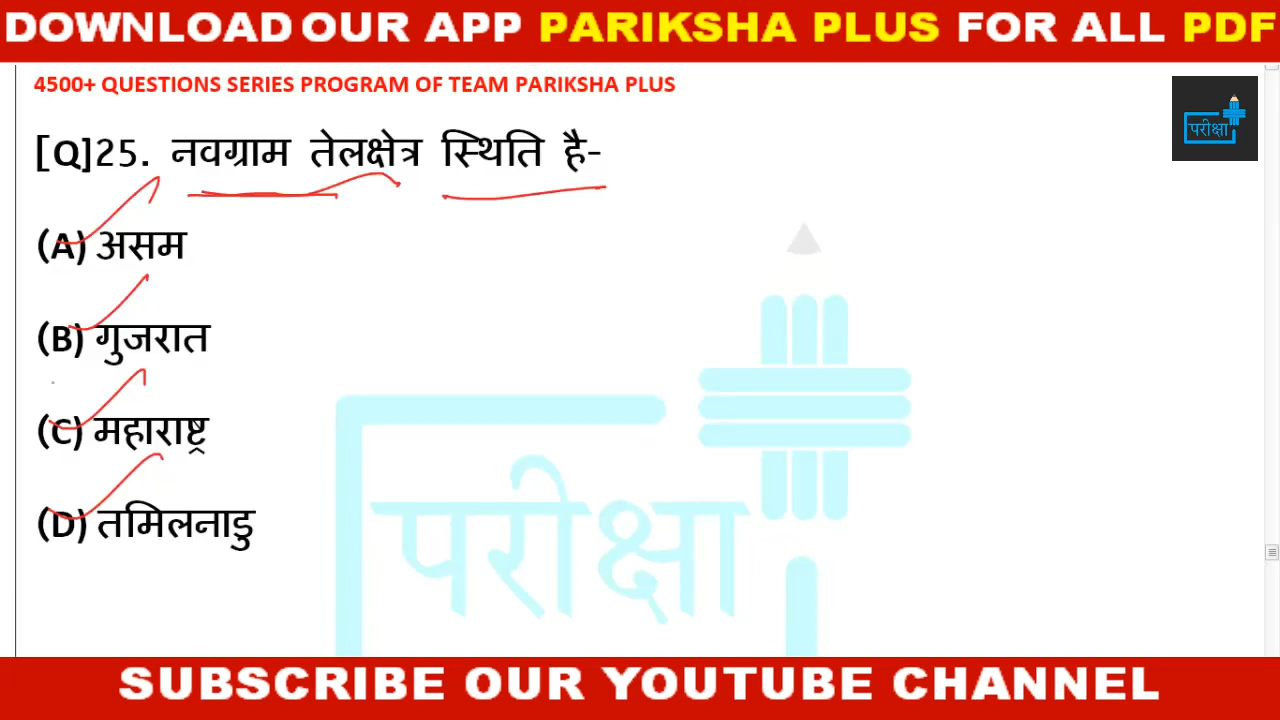 DOWNLOAD OUR APP PARIKSHA PLUS FOR ALL PDF
4500+ QUESTIONS SERIES PROGRAM OF TEAM PARIKSHA PLUS
परीक्षा
[Q]25. नवग्राम तेलक्षेत्र स्थिति है-
(A) असम
(B) गुजरात
(C) महाराष्ट्र
(D) तमिलनाडु
परीक्षा
SUBSCRIBE OUR YOUTUBE CHANNEL